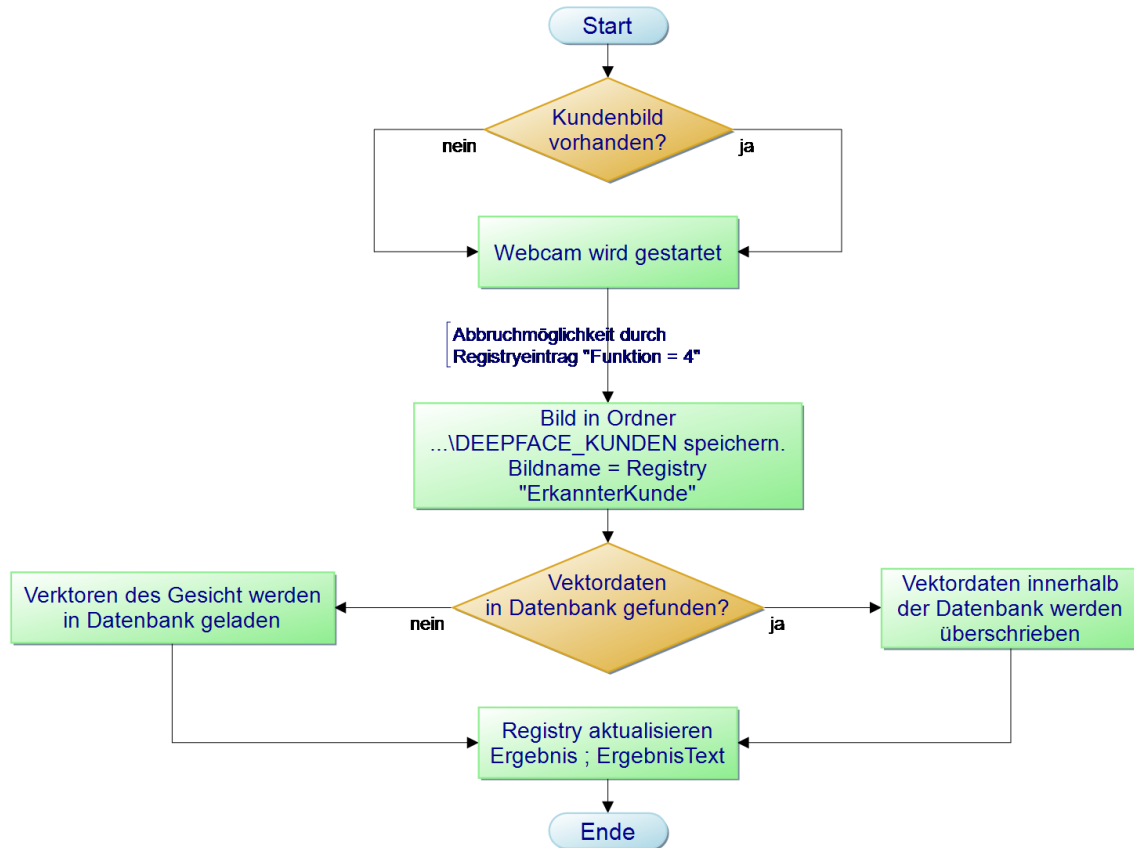 Start
Kundenbild
vorhanden?
nein
ja
Webcam wird gestartet
Abbruchmöglichkeit durch
Registryeintrag "Funktion = 4"
Bild in Ordner
...\DEEPFACE_KUNDEN speichern.
Bildname = Registry
"ErkannterKunde"
Verktoren des Gesicht werden
in Datenbank geladen
nein
Vektordaten
in Datenbank gefunden?
ja
Vektordaten innerhalb
der Datenbank werden
überschrieben
Registry aktualisieren
Ergebnis ; ErgebnisText
Ende